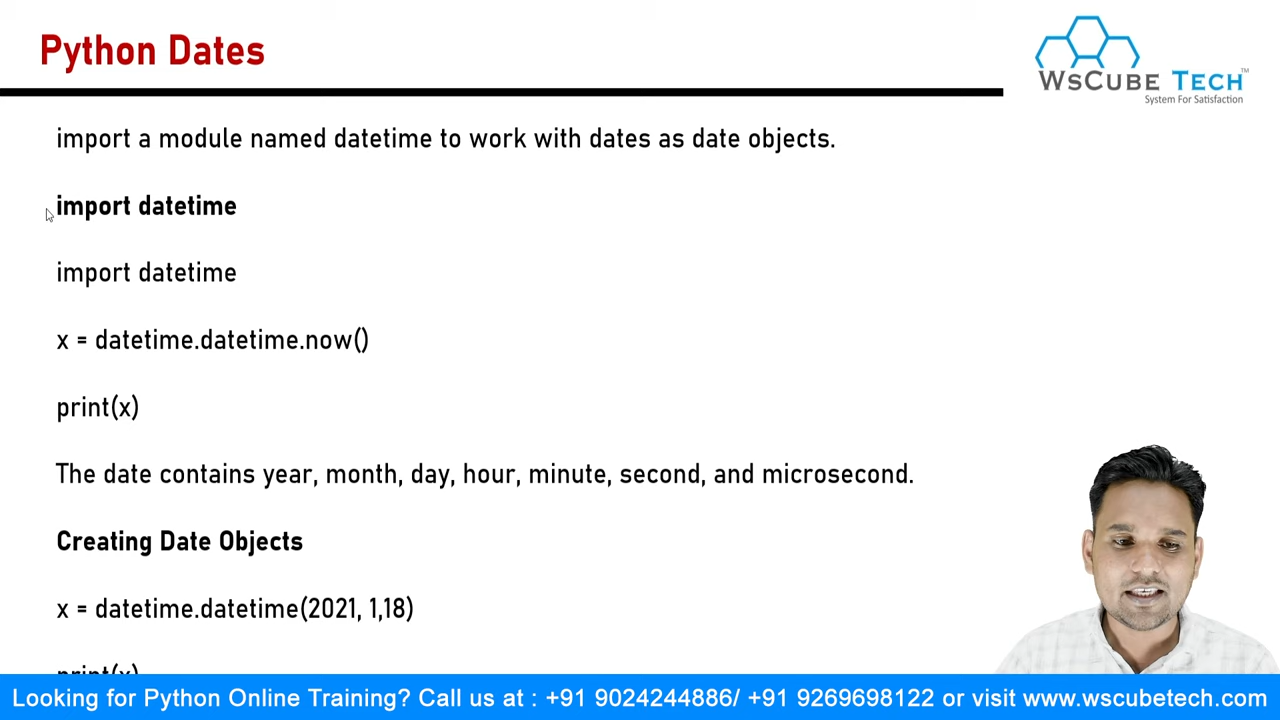 Python Dates
WSCUBE TECH™
System For Satisfaction
import a module named datetime to work with dates as date objects.
import datetime
import datetime
x = datetime.datetime.now()
print(x)
The date contains year, month, day, hour, minute, second, and microsecond.
Creating Date Objects
x = datetime.datetime(2021, 1,18)
print(x)
Looking for Python Online Training? Call us at : +91 9024244886/ +91 9269698122 or visit www.wscubetech.com